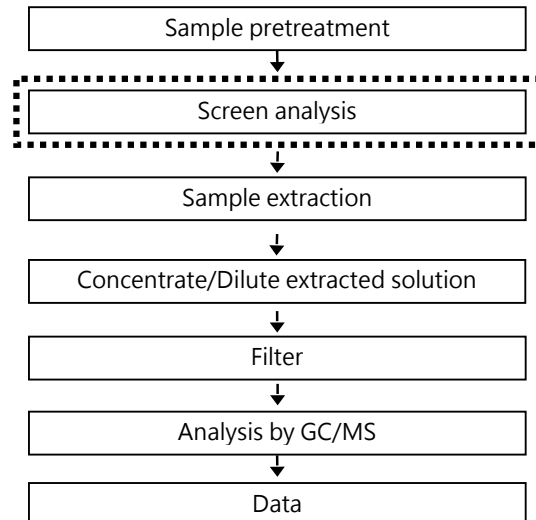 Sample pretreatment
Screen analysis
Sample extraction
Concentrate/Dilute extracted solution
Filter
Analysis by GC/MS
Data